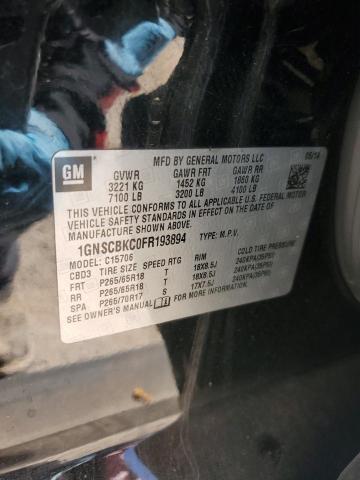 GM
MFD BY GENERAL MOTORS LLC
05/14
GVWR GAWR FRT GAWR RR
3221 KG 1452 KG 1860 KG
7100 LB 3200 LB 4100 LB
THIS VEHICLE CONFORMS TO ALL APPLICABLE U.S. FEDERAL
MOTOR VEHICLE SAFETY AND THEFT PREVENTION
STANDARDS IN EFFECT ON THE DATE OF
MANUFACTURE SHOWN ABOVE.
1GNSCBKC0FR193894 TYPE: M.P.V.
MODEL: C15706
CBD3 TIRE SIZE SPEED RTG RIM COLD TIRE PRESSURE
FRT P265/65R18 T 18X8.5J 240KPA(35PSI)
RR P265/65R18 T 18X8.5J 240KPA(35PSI)
SPA P265/70R17 S 17X7.5J 240KPA(35PSI)
SEE OWNER'S MANUAL FOR MORE INFORMATION.